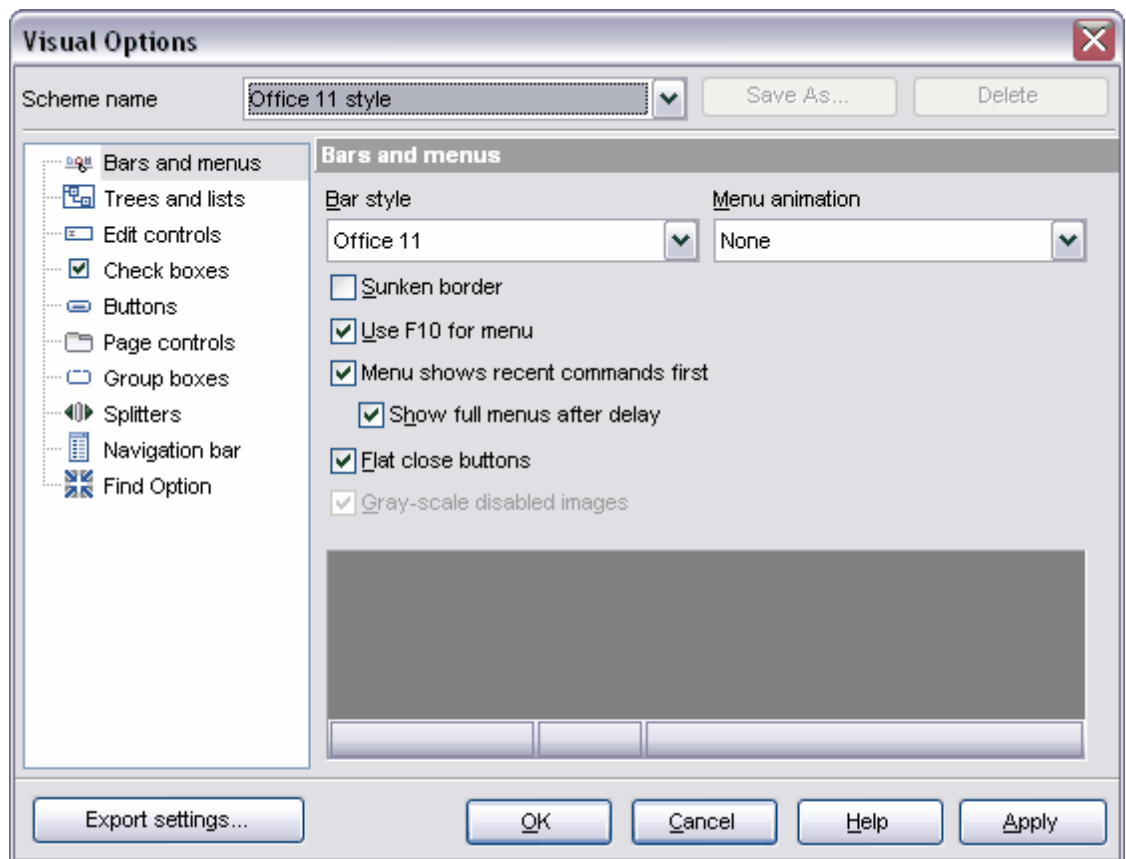 Visual Options
Scheme name
Office 11 style
Save As...
Delete
Bars and menus
Trees and lists
Edit controls
Check boxes
Buttons
Page controls
Group boxes
Splitters
Navigation bar
Find Option
Bars and menus
Bar style
Menu animation
Office 11
None
Sunken border
Use F10 for menu
Menu shows recent commands first
Show full menus after delay
Flat close buttons
Gray-scale disabled images
Export settings...
OK
Cancel
Help
Apply